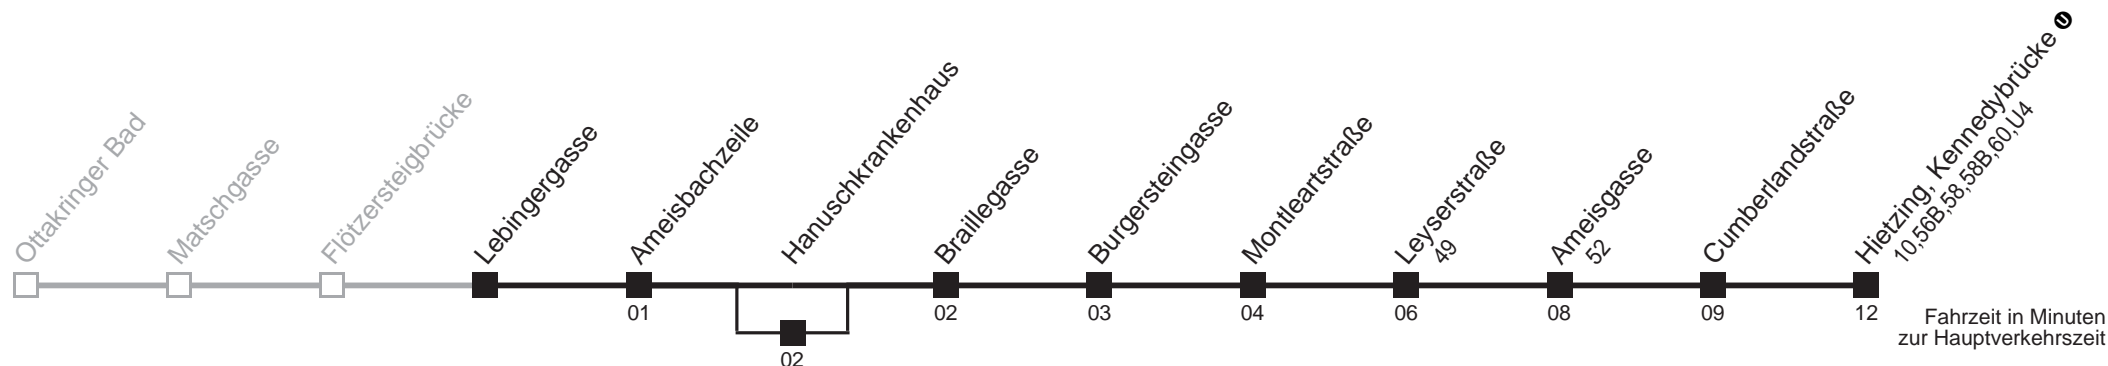 Ottakringer Bad
Matschgasse
Flötzersteigbrücke
Lebingergasse
Ameisbachzeile
Hanuschkrankenhaus
Braillegasse
Burgersteingasse
Montleartstraße
Leyserstraße
49
Ameisgasse
52
Cumberlandstraße
Hietzing, Kennedybrücke U
10,56B,58,58B,60,U4
01
02
02
03
04
06
08
09
12
Fahrzeit in Minuten
zur Hauptverkehrszeit